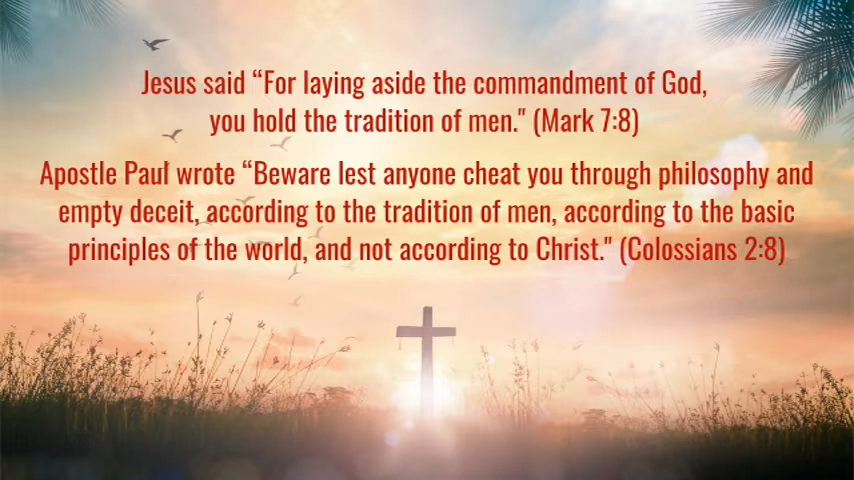 Jesus said “For laying aside the commandment of God,
you hold the tradition of men." (Mark 7:8)
Apostle Paul wrote “Beware lest anyone cheat you through philosophy and
empty deceit, according to the tradition of men, according to the basic
principles of the world, and not according to Christ." (Colossians 2:8)